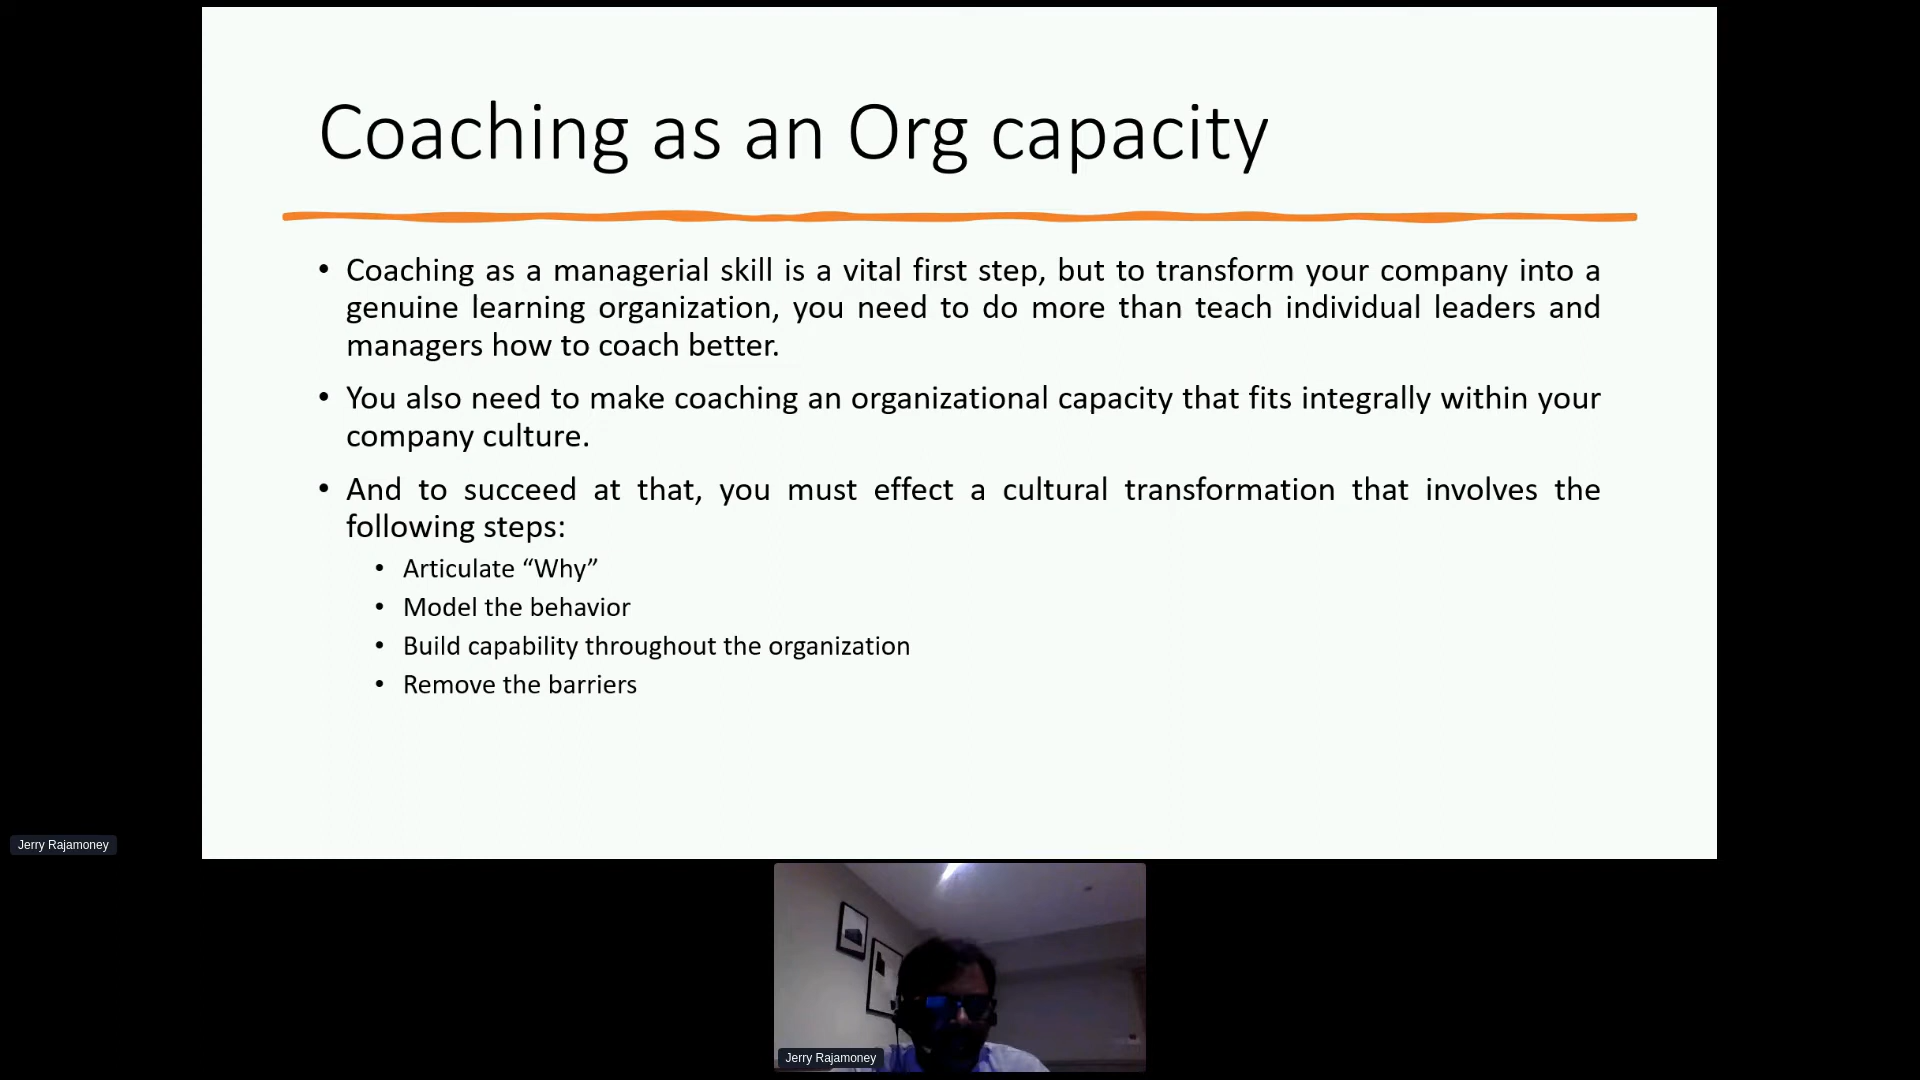 Coaching as an Org capacity
• Coaching as a managerial skill is a vital first step, but to transform your company into a
genuine learning organization, you need to do more than teach individual leaders and
managers how to coach better.
• You also need to make coaching an organizational capacity that fits integrally within your
company culture.
• And to succeed at that, you must effect a cultural transformation that involves the
following steps:
• Articulate “Why”
• Model the behavior
• Build capability throughout the organization
• Remove the barriers
Jerry Rajamoney
Jerry Rajamoney